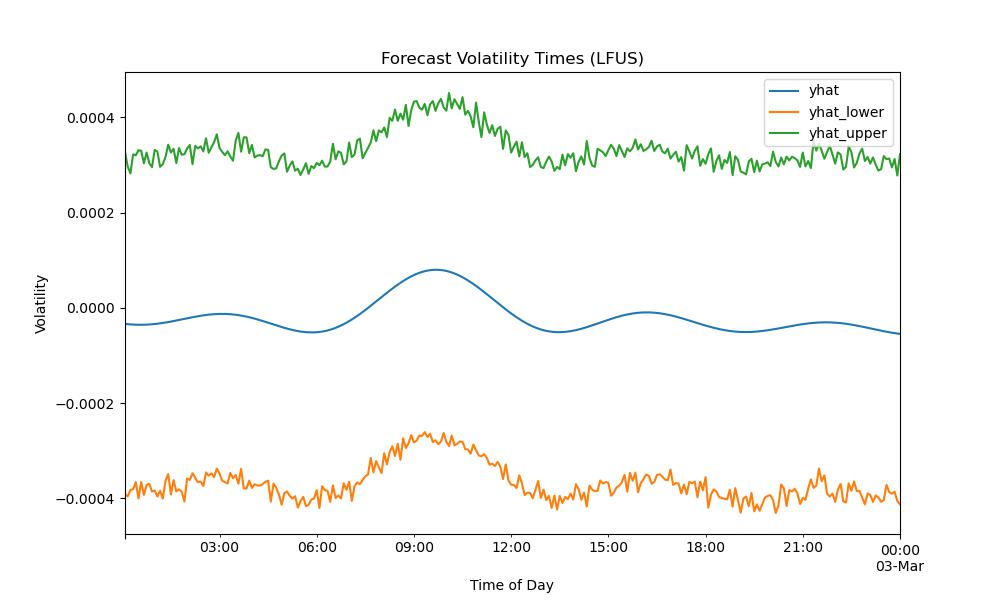 Forecast Volatility Times (LFUS)
yhat
yhat_lower
yhat_upper
0.0004
0.0002
0.0000
−0.0002
−0.0004
Volatility
03:00
06:00
09:00
12:00
15:00
18:00
21:00
00:00
03-Mar
Time of Day